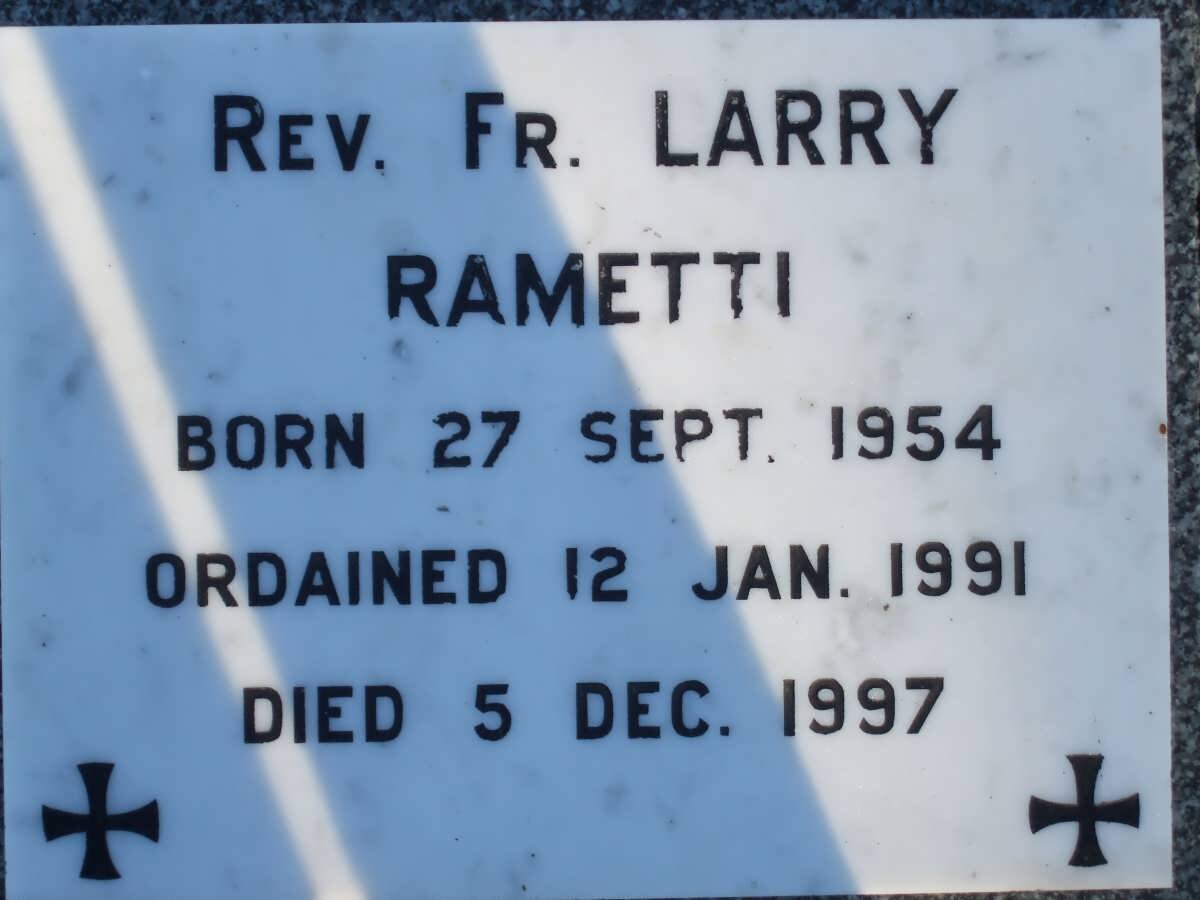 REV. FR. LARRY
RAMETTI
BORN 27 SEPT. 1954
ORDAINED 12 JAN. 1991
DIED 5 DEC. 1997